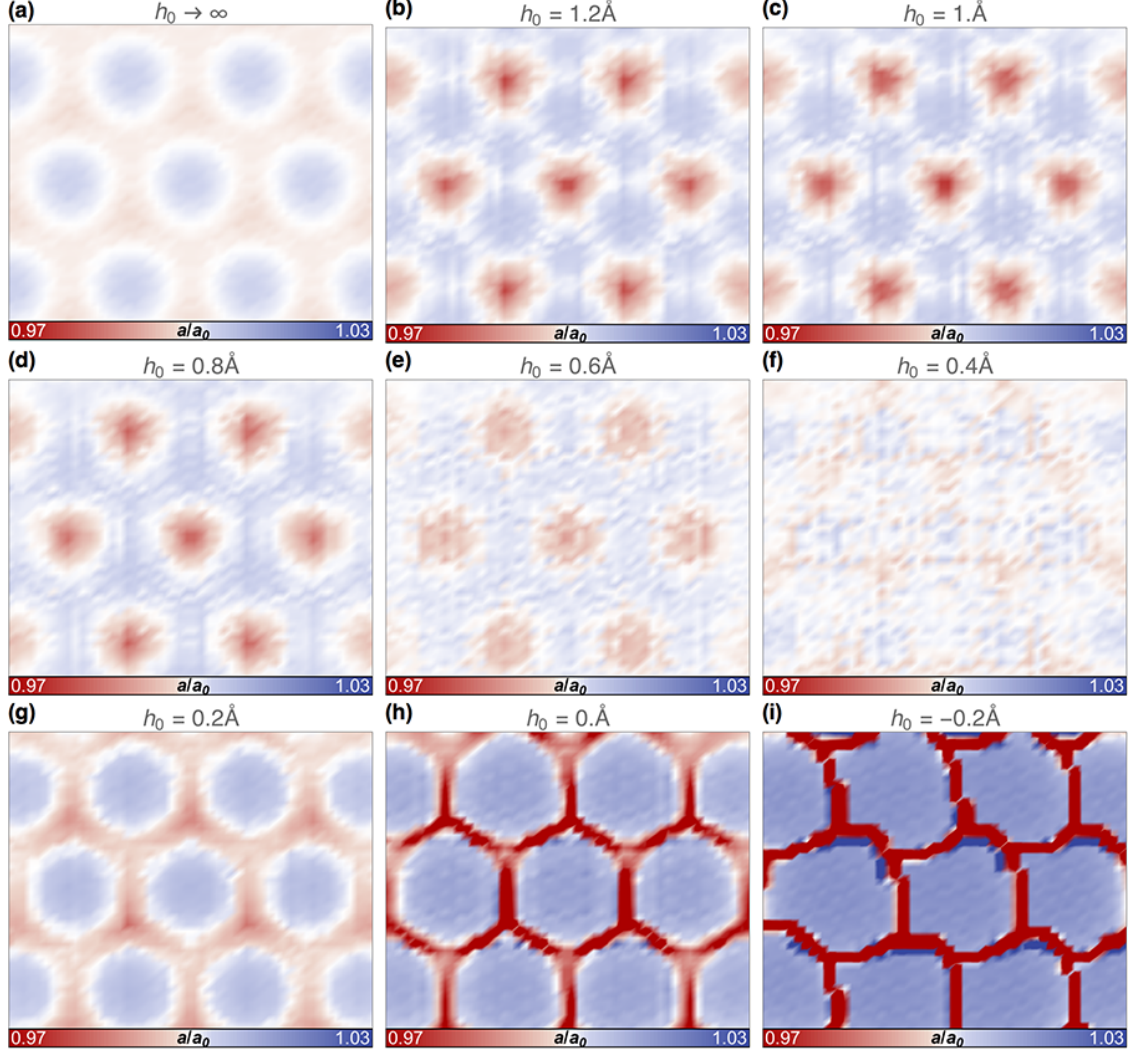 (a) h₀ → ∞
(b) h₀ = 1.2Å
(c) h₀ = 1.Å
0.97 a/a₀ 1.03
0.97 a/a₀ 1.03
0.97 a/a₀ 1.03
(d) h₀ = 0.8Å
(e) h₀ = 0.6Å
(f) h₀ = 0.4Å
0.97 a/a₀ 1.03
0.97 a/a₀ 1.03
0.97 a/a₀ 1.03
(g) h₀ = 0.2Å
(h) h₀ = 0.Å
(i) h₀ = −0.2Å
0.97 a/a₀ 1.03
0.97 a/a₀ 1.03
0.97 a/a₀ 1.03